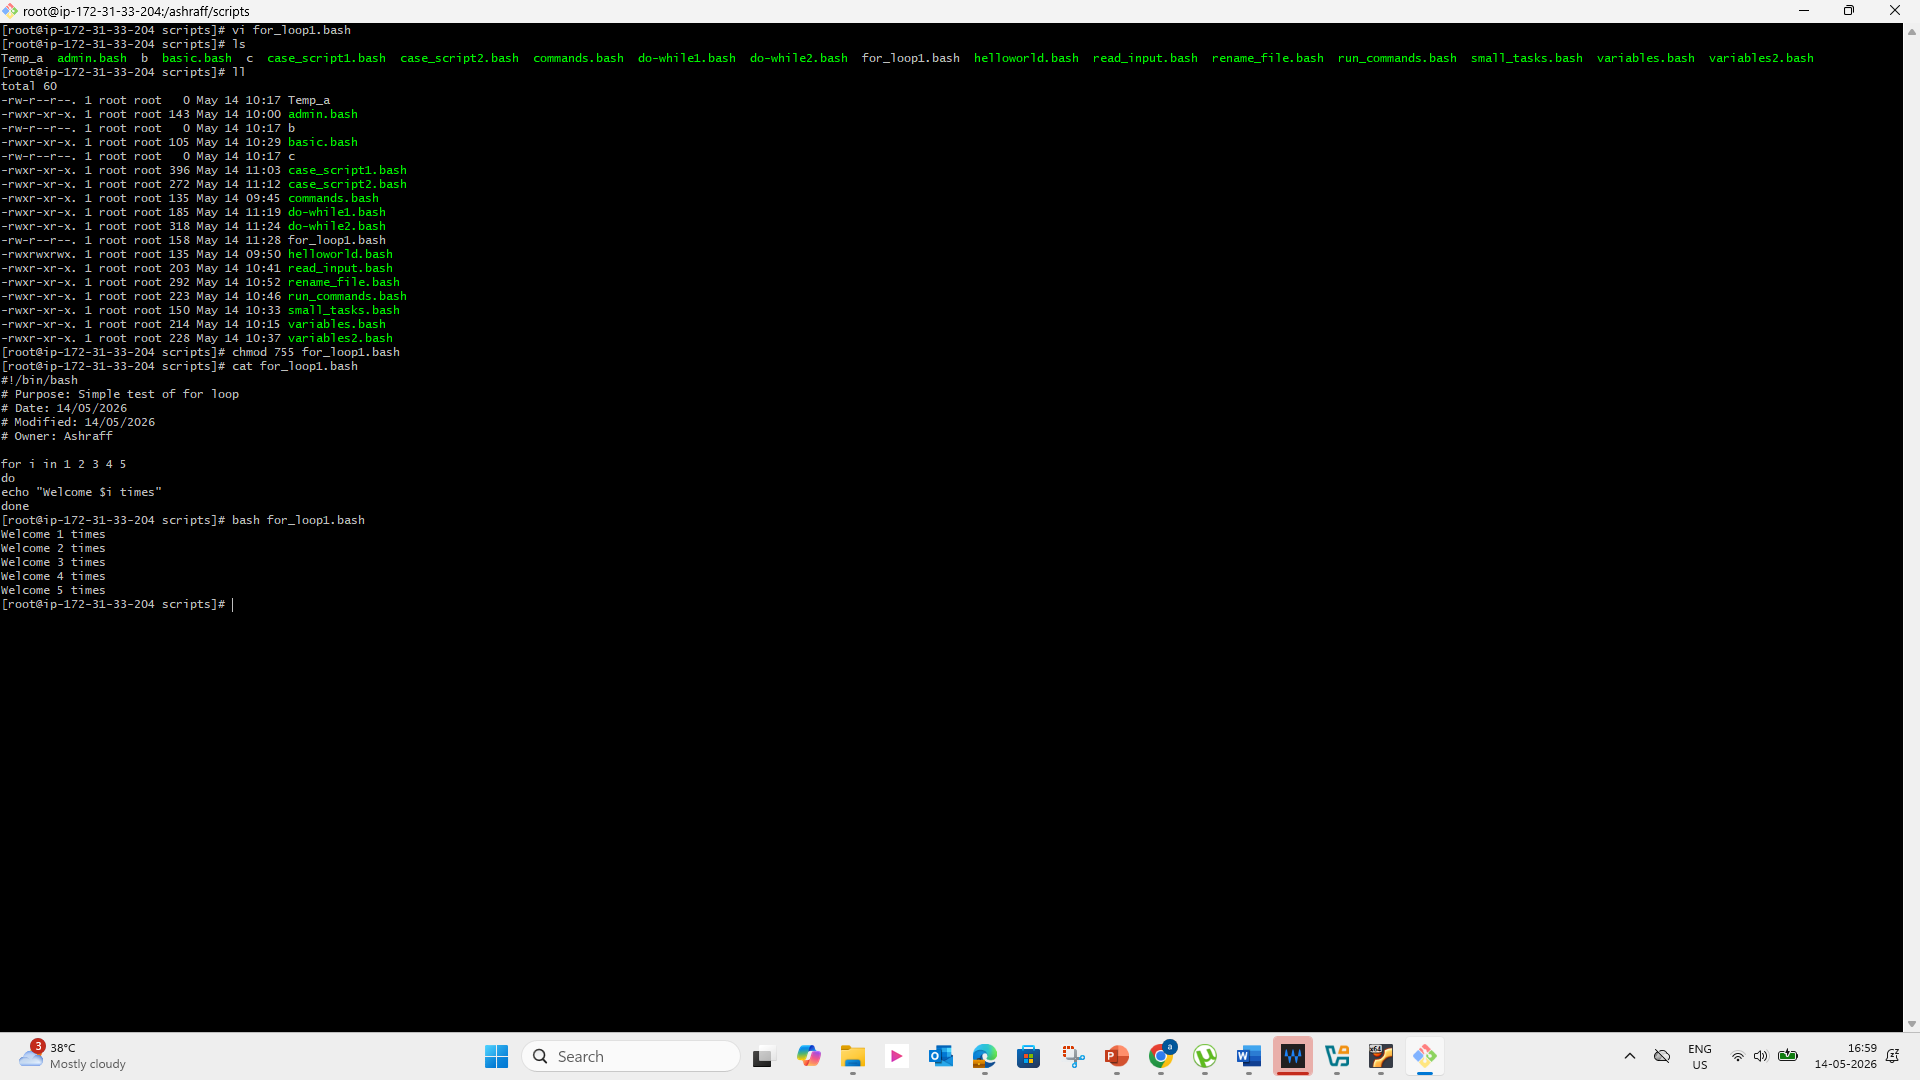 root@ip-172-31-33-204:/ashraff/scripts
[root@ip-172-31-33-204 scripts]# vi for_loop1.bash
[root@ip-172-31-33-204 scripts]# ls
Temp_a  admin.bash  b  basic.bash  c  case_script1.bash  case_script2.bash  commands.bash  do-while1.bash  do-while2.bash  for_loop1.bash  helloworld.bash  read_input.bash  rename_file.bash  run_commands.bash  small_tasks.bash  variables.bash  variables2.bash
[root@ip-172-31-33-204 scripts]# ll
total 60
-rw-r--r--. 1 root root   0 May 14 10:17 Temp_a
-rwxr-xr-x. 1 root root 143 May 14 10:00 admin.bash
-rw-r--r--. 1 root root   0 May 14 10:17 b
-rwxr-xr-x. 1 root root 105 May 14 10:29 basic.bash
-rw-r--r--. 1 root root   0 May 14 10:17 c
-rwxr-xr-x. 1 root root 396 May 14 11:03 case_script1.bash
-rwxr-xr-x. 1 root root 272 May 14 11:12 case_script2.bash
-rwxr-xr-x. 1 root root 135 May 14 09:45 commands.bash
-rwxr-xr-x. 1 root root 185 May 14 11:19 do-while1.bash
-rwxr-xr-x. 1 root root 318 May 14 11:24 do-while2.bash
-rw-r--r--. 1 root root 158 May 14 11:28 for_loop1.bash
-rwxrwxrwx. 1 root root 135 May 14 09:50 helloworld.bash
-rwxr-xr-x. 1 root root 203 May 14 10:41 read_input.bash
-rwxr-xr-x. 1 root root 292 May 14 10:52 rename_file.bash
-rwxr-xr-x. 1 root root 223 May 14 10:46 run_commands.bash
-rwxr-xr-x. 1 root root 150 May 14 10:33 small_tasks.bash
-rwxr-xr-x. 1 root root 214 May 14 10:15 variables.bash
-rwxr-xr-x. 1 root root 228 May 14 10:37 variables2.bash
[root@ip-172-31-33-204 scripts]# chmod 755 for_loop1.bash
[root@ip-172-31-33-204 scripts]# cat for_loop1.bash
#!/bin/bash
# Purpose: Simple test of for loop
# Date: 14/05/2026
# Modified: 14/05/2026
# Owner: Ashraff

for i in 1 2 3 4 5
do
echo "Welcome $i times"
done
[root@ip-172-31-33-204 scripts]# bash for_loop1.bash
Welcome 1 times
Welcome 2 times
Welcome 3 times
Welcome 4 times
Welcome 5 times
[root@ip-172-31-33-204 scripts]#
3
38°C
Mostly cloudy
Search
a
ENG
US
16:59
14-05-2026